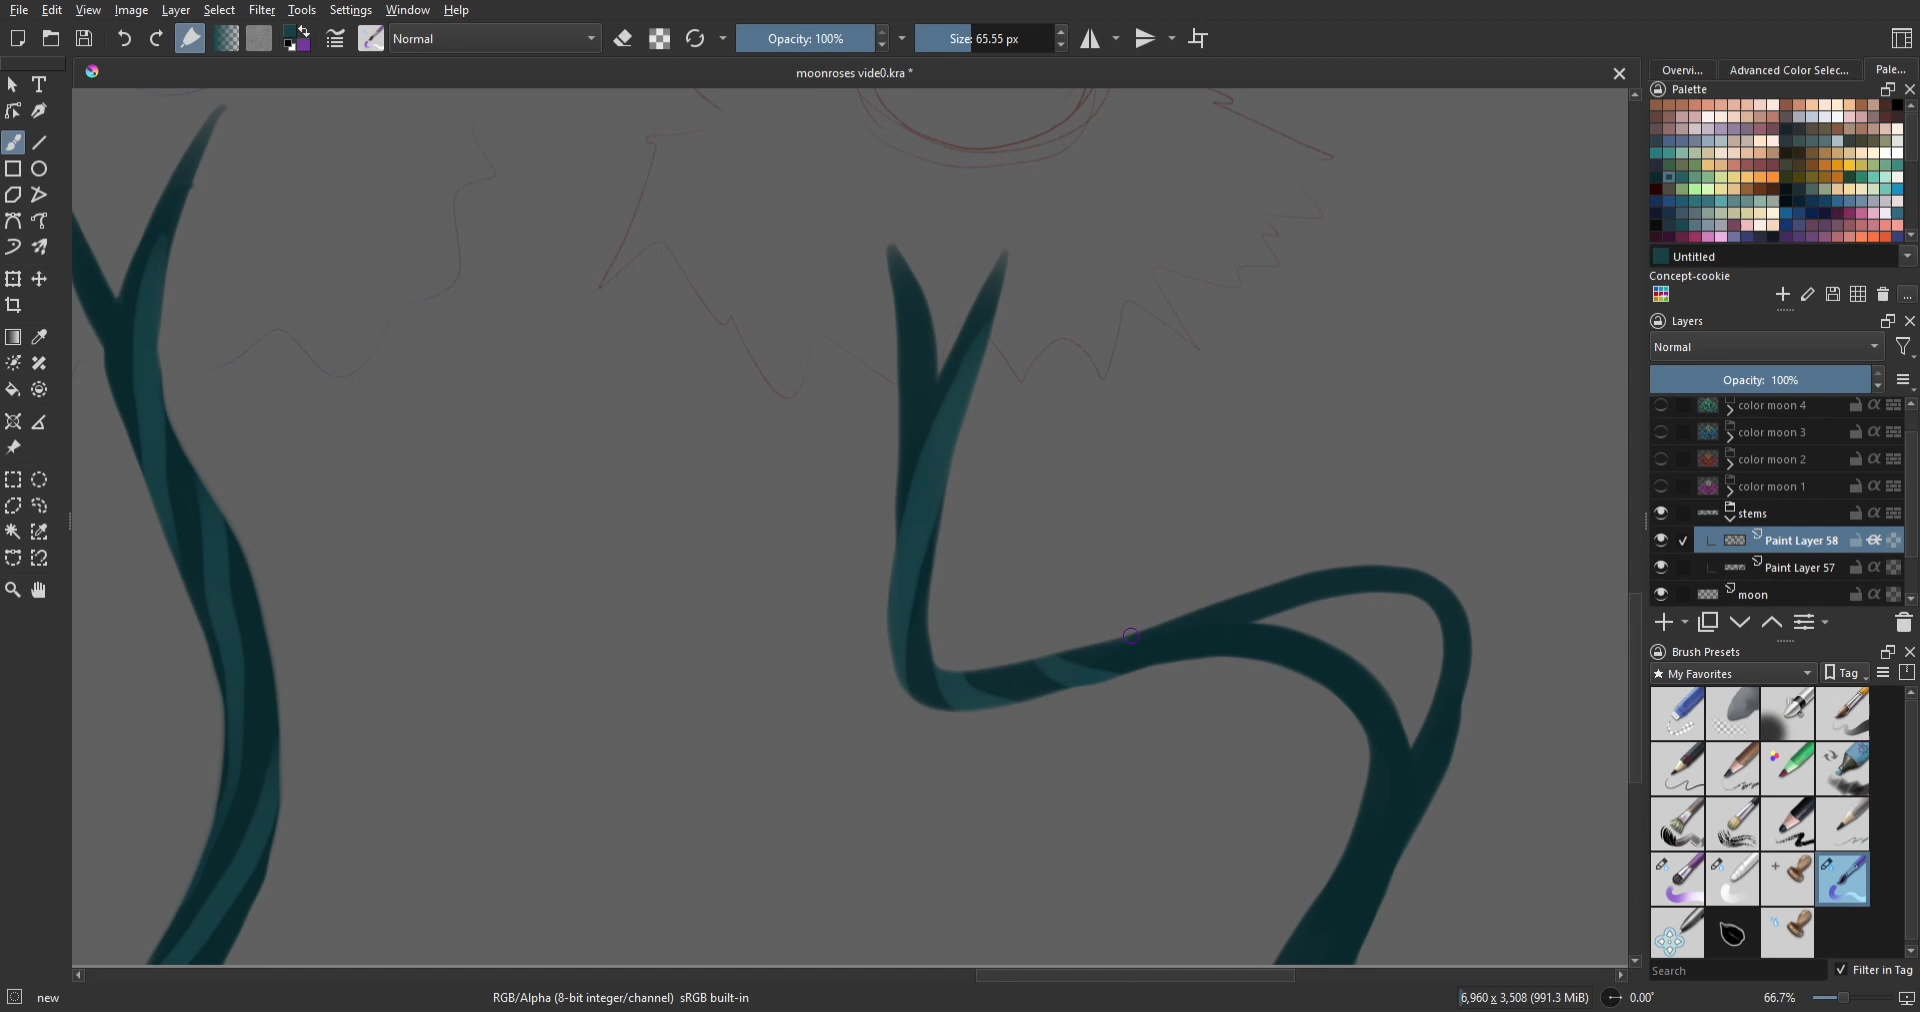 File Edit View Image Layer Select Filter Tools Settings Window Help
Normal Opacity: 100% Size: 65.55 px
moonroses vide0.kra *
Overvi... Advanced Color Selec... Pale...
Palette
Untitled
Concept-cookie
...
Layers
Normal
Opacity: 100%
color moon 4
color moon 3
color moon 2
color moon 1
stems
Paint Layer 58
Paint Layer 57
moon
Brush Presets
★ My Favorites Tag
Search Filter in Tag
new RGB/Alpha (8-bit integer/channel) sRGB built-in 6,960 x 3,508 (991.3 MiB) 0.00° 66.7%